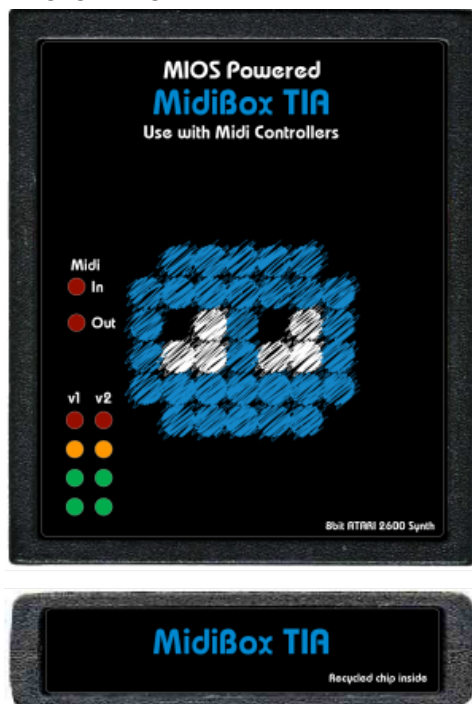 MIOS Powered
MidiBox TIA
Use with Midi Controllers
Midi
In
Out
v1 v2
8bit ATARI 2600 Synth
MidiBox TIA
Recycled chip inside